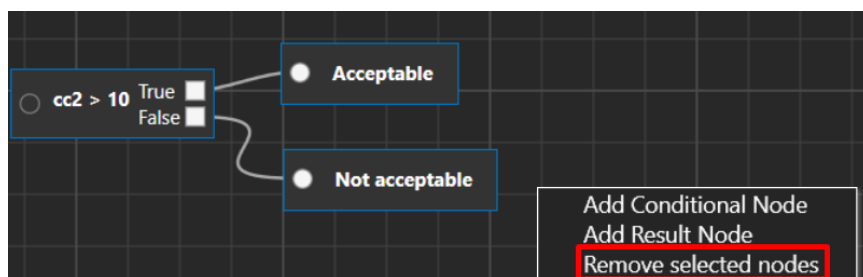 cc2 > 10
True
False
Acceptable
Not acceptable
Add Conditional Node
Add Result Node
Remove selected nodes